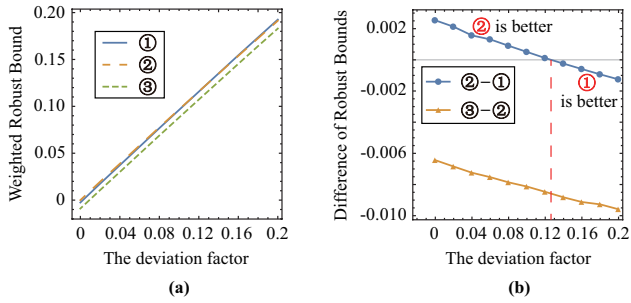 Weighted Robust Bound
0.20
0.15
0.10
0.05
0
①
②
③
0 0.04 0.08 0.12 0.16 0.2
The deviation factor
(a)
Difference of Robust Bounds
0.002
-0.002
-0.006
-0.010
② is better
①
is better
②-①
③-②
0 0.04 0.08 0.12 0.16 0.2
The deviation factor
(b)